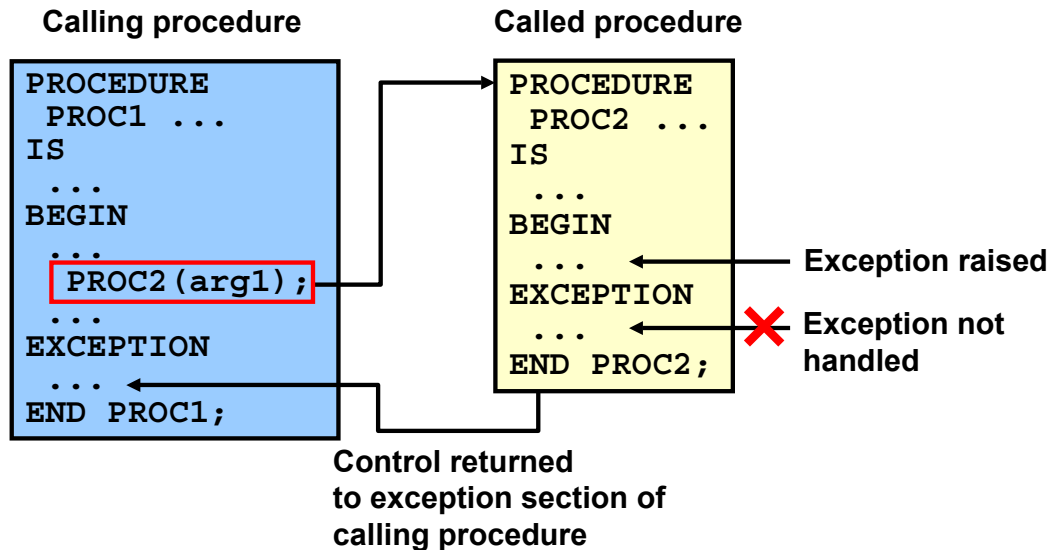 Calling procedure
PROCEDURE
PROC1 ...
IS
...
BEGIN
...
PROC2(arg1);
...
EXCEPTION
...
END PROC1;
Called procedure
PROCEDURE
PROC2 ...
IS
...
BEGIN
...
EXCEPTION
...
END PROC2;
Exception raised
Exception not
handled
Control returned
to exception section of
calling procedure